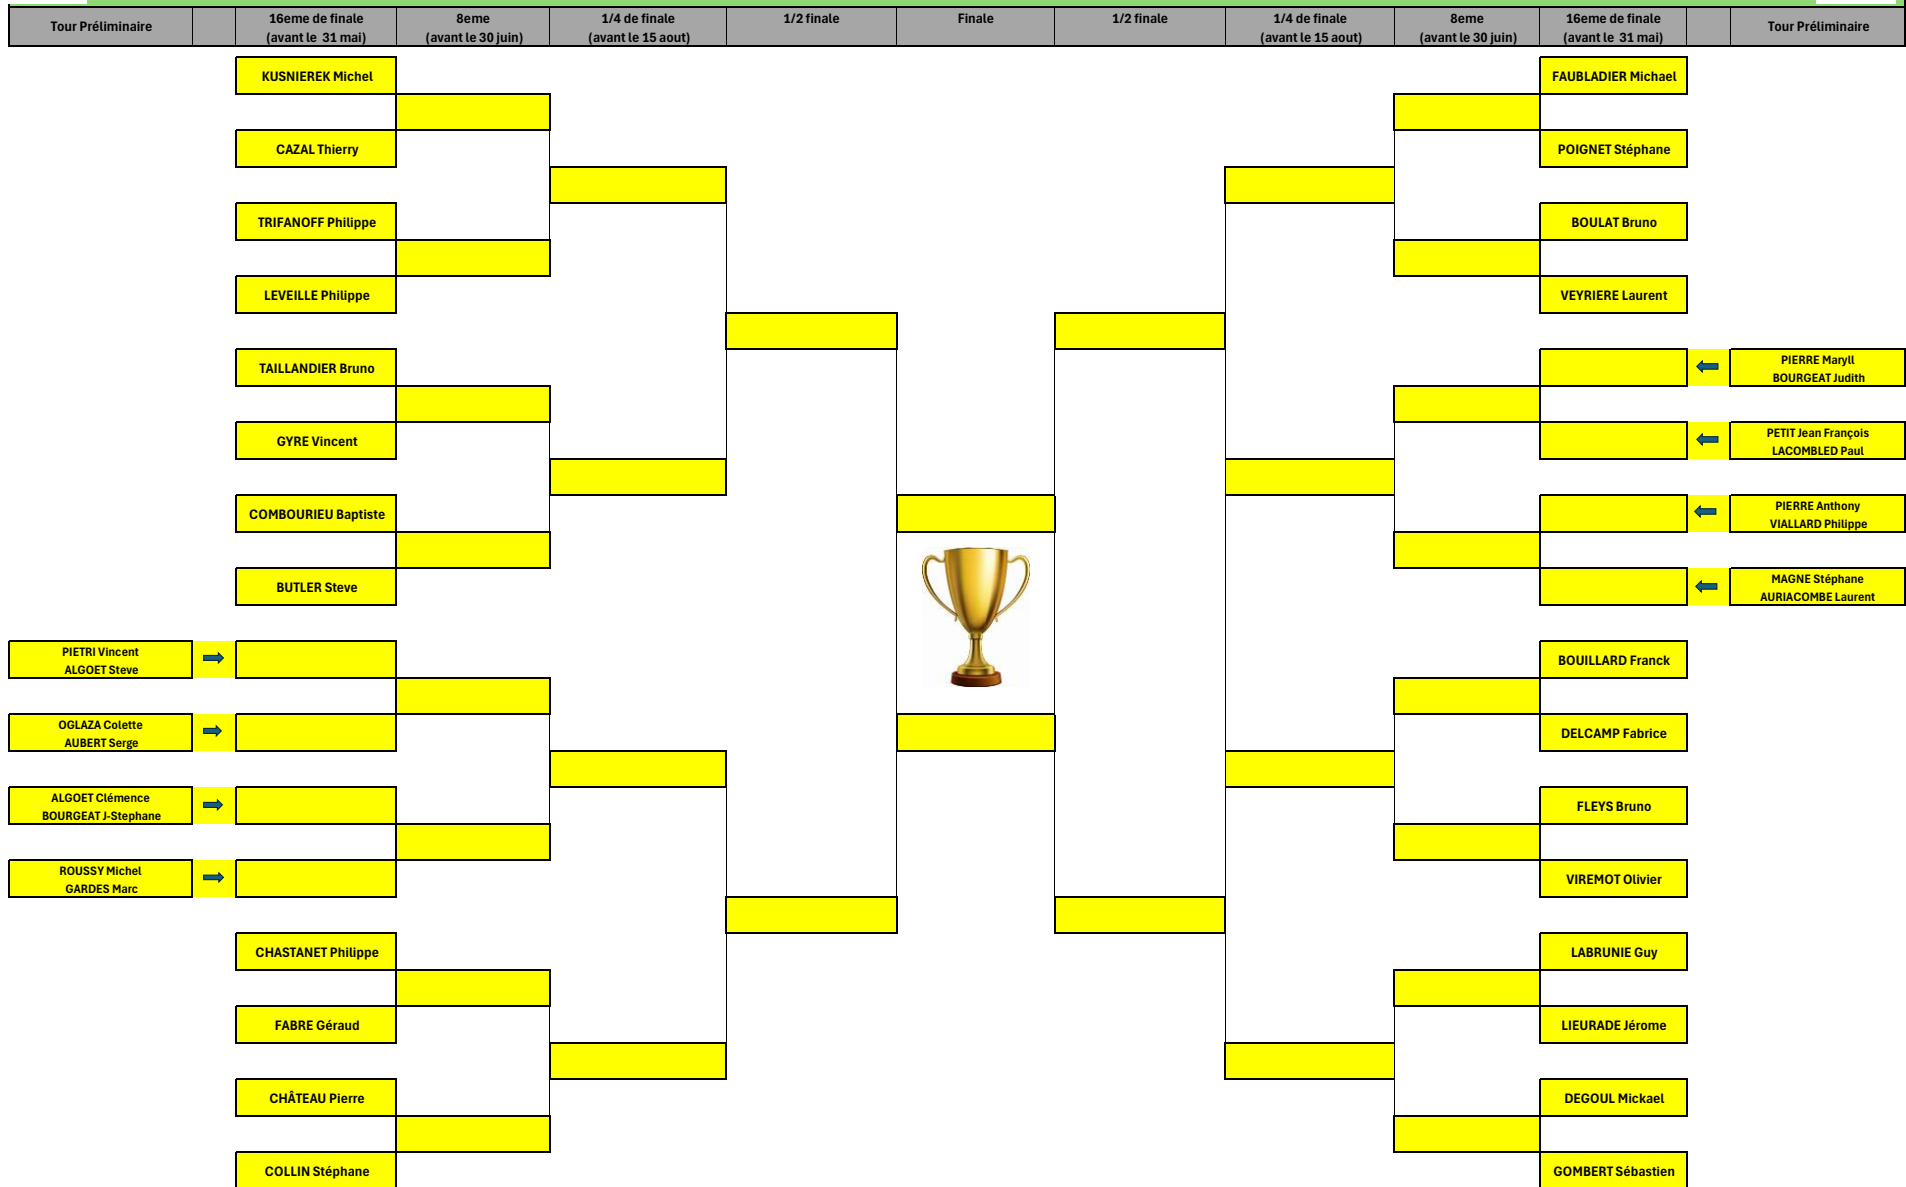 Tour Préliminaire
16eme de finale
(avant le 31 mai)
8eme
(avant le 30 juin)
1/4 de finale
(avant le 15 aout)
1/2 finale
Finale
1/2 finale
1/4 de finale
(avant le 15 aout)
8eme
(avant le 30 juin)
16eme de finale
(avant le 31 mai)
Tour Préliminaire
KUSNIEREK Michel
CAZAL Thierry
TRIFANOFF Philippe
LEVEILLE Philippe
TAILLANDIER Bruno
GYRE Vincent
COMBOURIEU Baptiste
BUTLER Steve
PIETRI Vincent
ALGOET Steve
OGLAZA Colette
AUBERT Serge
ALGOET Clémence
BOURGEAT J-Stephane
ROUSSY Michel
GARDES Marc
CHASTANET Philippe
FABRE Géraud
CHÂTEAU Pierre
COLLIN Stéphane
FAUBLADIER Michael
POIGNET Stéphane
BOULAT Bruno
VEYRIERE Laurent
PIERRE Maryll
BOURGEAT Judith
PETIT Jean François
LACOMBLED Paul
PIERRE Anthony
VIALLARD Philippe
MAGNE Stéphane
AURIACOMBE Laurent
BOUILLARD Franck
DELCAMP Fabrice
FLEYS Bruno
VIREMOT Olivier
LABRUNIE Guy
LIEURADE Jérome
DEGOUL Mickael
GOMBERT Sébastien